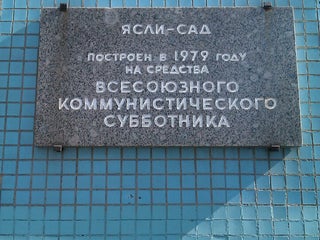 ЯСЛИ-САД
ПОСТРОЕН В 1979 ГОДУ
НА СРЕДСТВА
ВСЕСОЮЗНОГО
КОММУНИСТИЧЕСКОГО
СУББОТНИКА